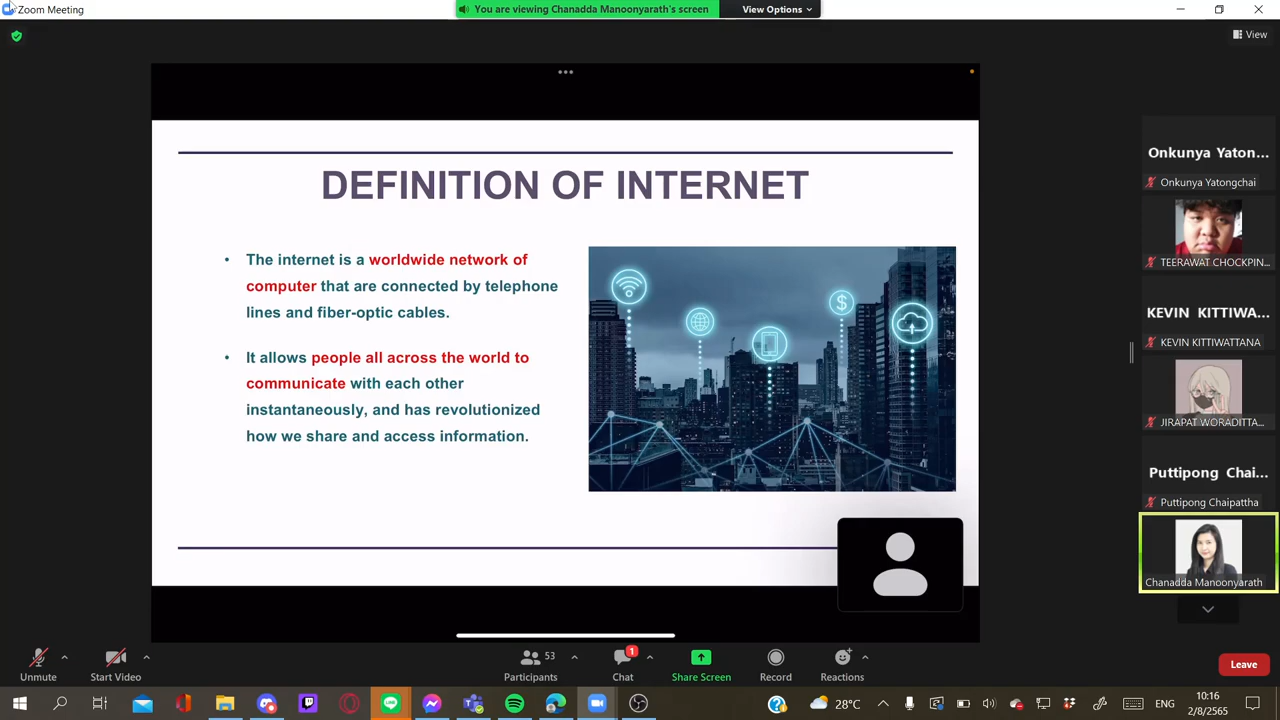 Zoom Meeting
You are viewing Chanadda Manoonyarath's screen
View Options
View
DEFINITION OF INTERNET
• The internet is a worldwide network of
computer that are connected by telephone
lines and fiber-optic cables.
• It allows people all across the world to
communicate with each other
instantaneously, and has revolutionized
how we share and access information.
$
Onkunya Yaton...
Onkunya Yatongchai
TEERAWAT CHOCKPIN...
KEVIN KITTIWA...
KEVIN KITTIWATTANA
JIRAPAT WORADITTA...
Puttipong Chai...
Puttipong Chaipattha
Chanadda Manoonyarath
Unmute
Start Video
53
Participants
1
Chat
Share Screen
Record
Reactions
Leave
28°C
ENG
10:16
2/8/2565